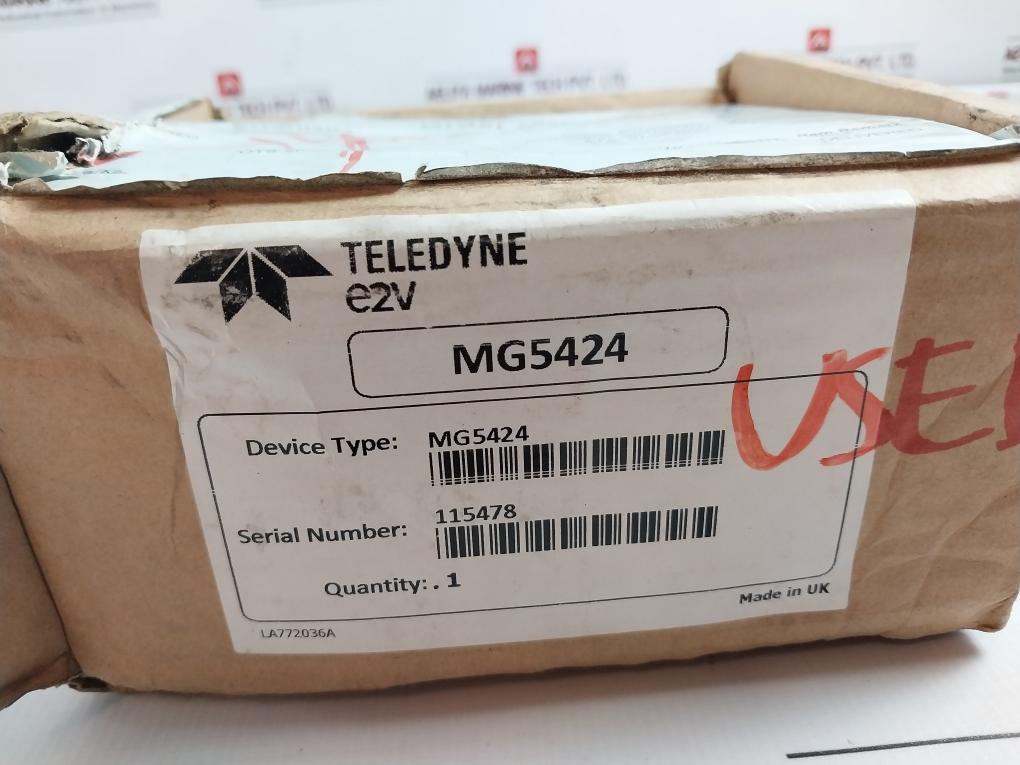 TELEDYNE
e2v
MG5424
Device Type: MG5424
Serial Number: 115478
Quantity: . 1
Made in UK
LA772036A
USE